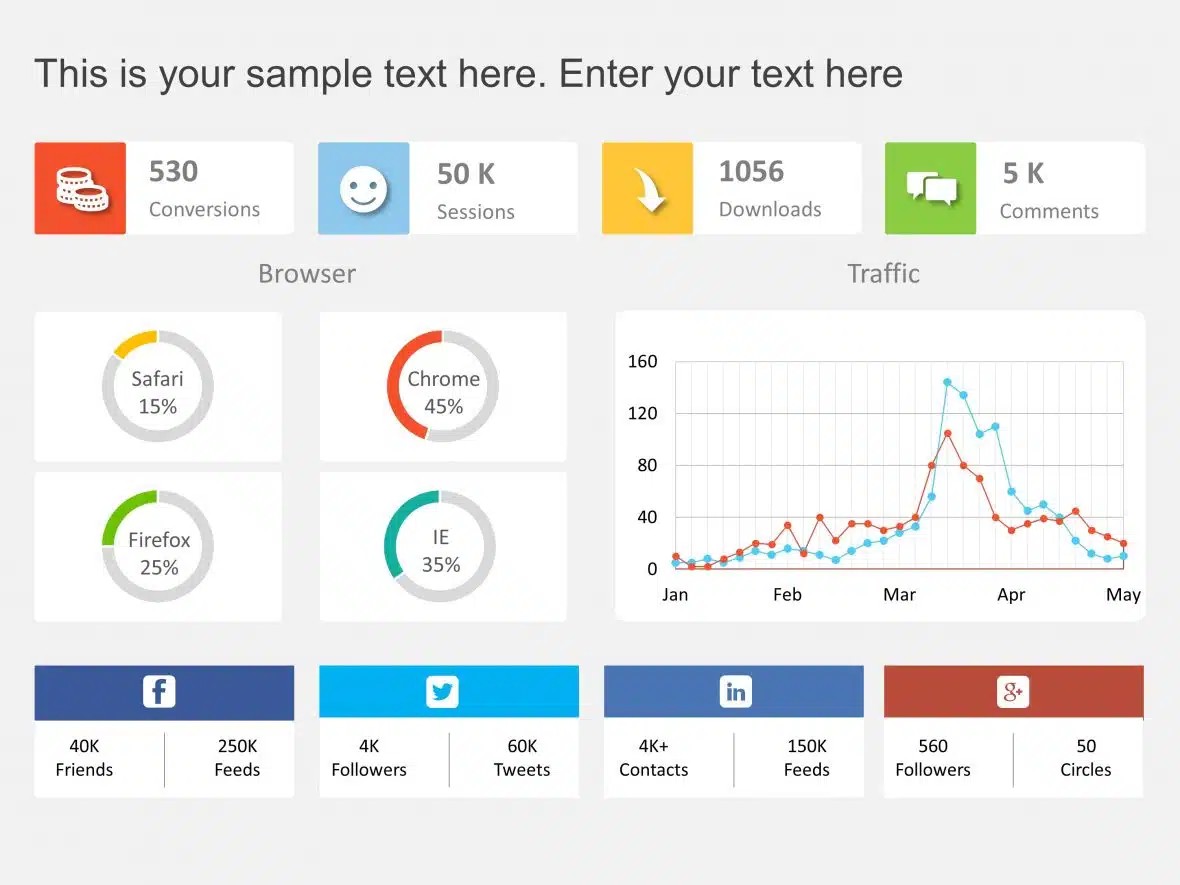 This is your sample text here. Enter your text here
530
Conversions
50 K
Sessions
1056
Downloads
5 K
Comments
Browser
Traffic
Safari
15%
Chrome
45%
Firefox
25%
IE
35%
160
120
80
40
0
Jan Feb Mar Apr May
f
in
g+
40K
Friends
250K
Feeds
4K
Followers
60K
Tweets
4K+
Contacts
150K
Feeds
560
Followers
50
Circles